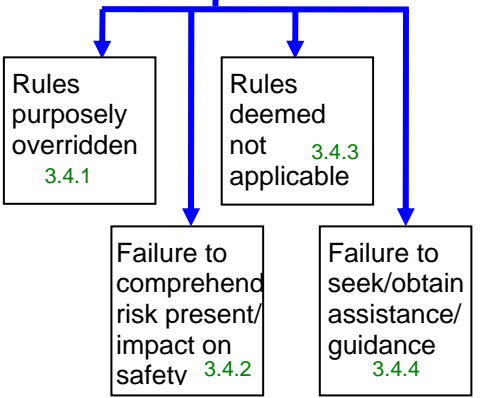 Rules
purposely
overridden
3.4.1
Rules
deemed
not 3.4.3
applicable
Failure to
comprehend
risk present/
impact on
safety 3.4.2
Failure to
seek/obtain
assistance/
guidance
3.4.4